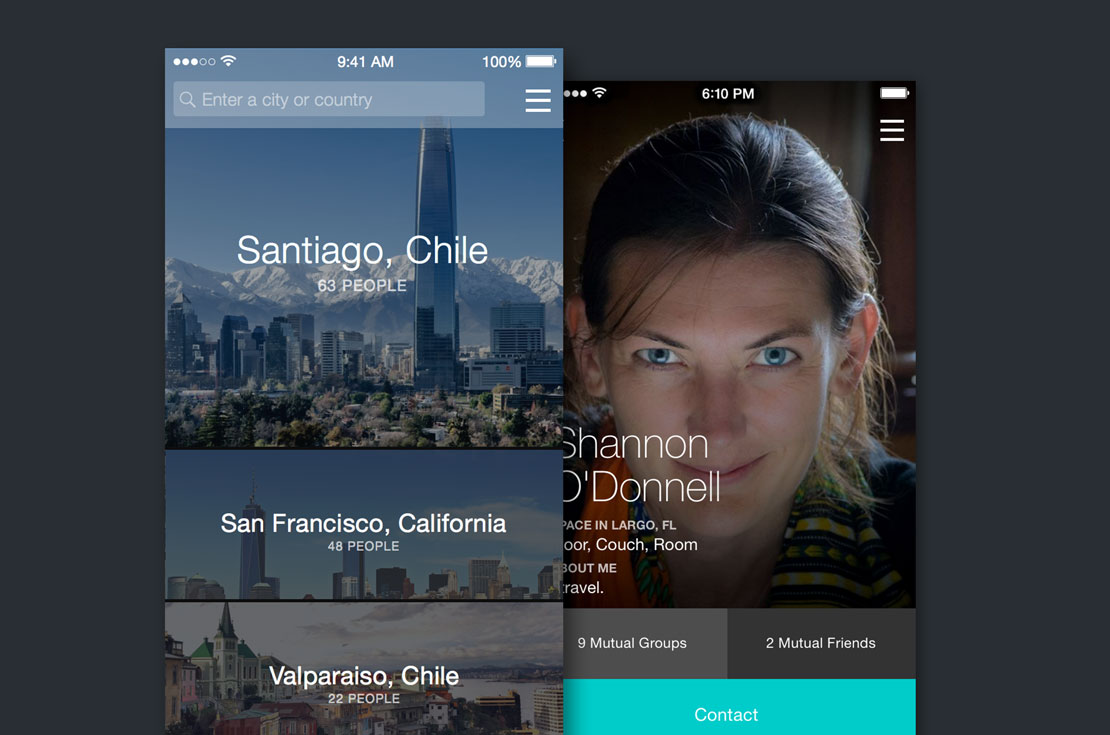 9:41 AM
100%
Enter a city or country
Santiago, Chile
63 PEOPLE
San Francisco, California
48 PEOPLE
Valparaiso, Chile
22 PEOPLE
6:10 PM
Shannon
O'Donnell
PACE IN LARGO, FL
oor, Couch, Room
BOUT ME
travel.
9 Mutual Groups
2 Mutual Friends
Contact